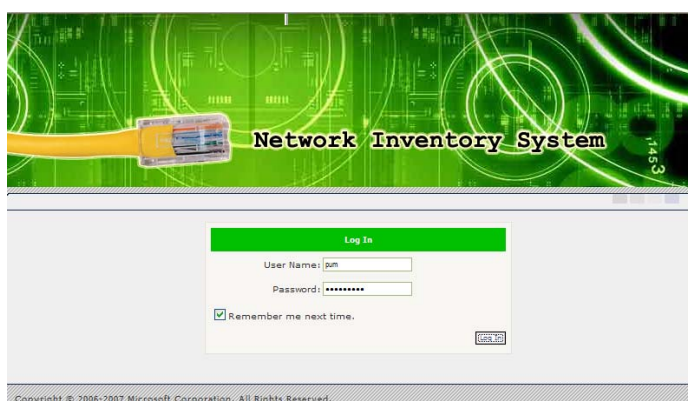 Network Inventory System
1453
Log In
User Name: pum
Password: •••••••••
Remember me next time.
Log In
Copyright © 2006-2007 Microsoft Corporation. All Rights Reserved.